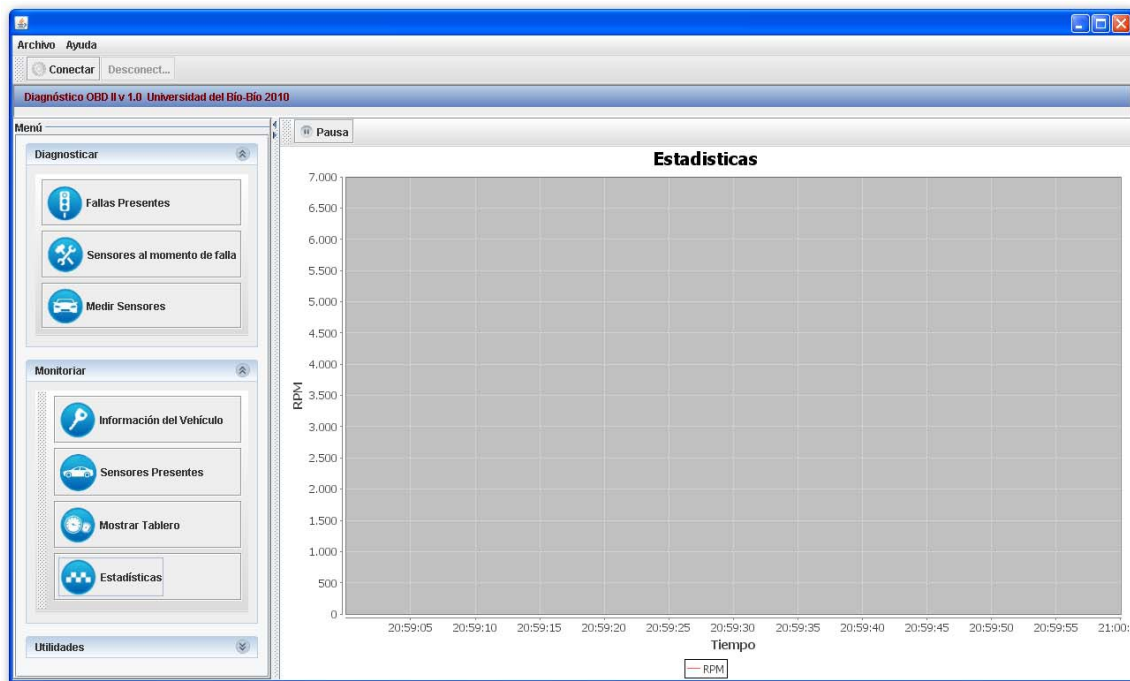 Archivo Ayuda
Conectar Desconect...
Diagnóstico OBD II v 1.0 Universidad del Bío-Bío 2010
Menú
Diagnosticar
Fallas Presentes
Sensores al momento de falla
Medir Sensores
Monitoriar
Información del Vehículo
Sensores Presentes
Mostrar Tablero
Estadísticas
Utilidades
Pausa
Estadisticas
7.000
6.500
6.000
5.500
5.000
4.500
4.000
3.500
3.000
2.500
2.000
1.500
1.000
500
0
RPM
20:59:05 20:59:10 20:59:15 20:59:20 20:59:25 20:59:30 20:59:35 20:59:40 20:59:45 20:59:50 20:59:55 21:00:
Tiempo
RPM